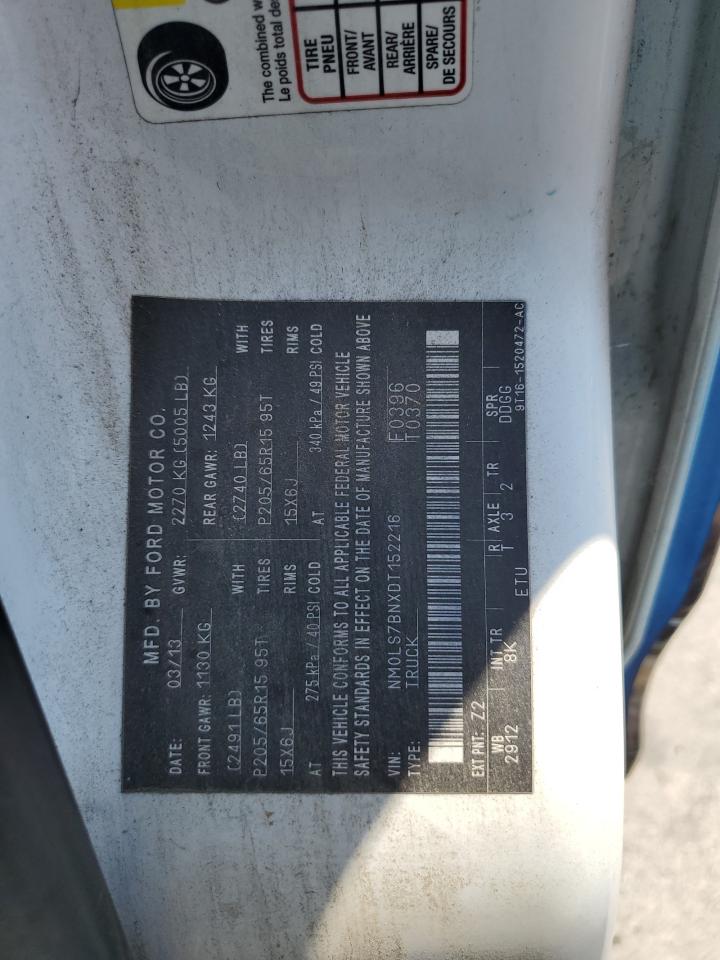 The combined w
Le poids total de
TIRE
PNEU
FRONT/
AVANT
REAR/
ARRIÈRE
SPARE/
DE SECOURS
MFD. BY FORD MOTOR CO.
DATE: 03/13 GVWR: 2270 KG (5005 LB)
FRONT GAWR: 1130 KG REAR GAWR: 1243 KG
(2491 LB) WITH (2740 LB) WITH
P205/65R15 95T TIRES P205/65R15 95T TIRES
15X6J RIMS 15X6J RIMS
AT 275 kPa / 40 PSI COLD AT 340 kPa / 49 PSI COLD
THIS VEHICLE CONFORMS TO ALL APPLICABLE FEDERAL MOTOR VEHICLE
SAFETY STANDARDS IN EFFECT ON THE DATE OF MANUFACTURE SHOWN ABOVE
VIN: NM0LS7BNXDT152216 F0396
TYPE: TRUCK T0370
EXT PNT: Z2
WB INT TR R AXLE TR SPR
2912 8K T 3 2 DDGG
ETU 9T16-1520472-AC